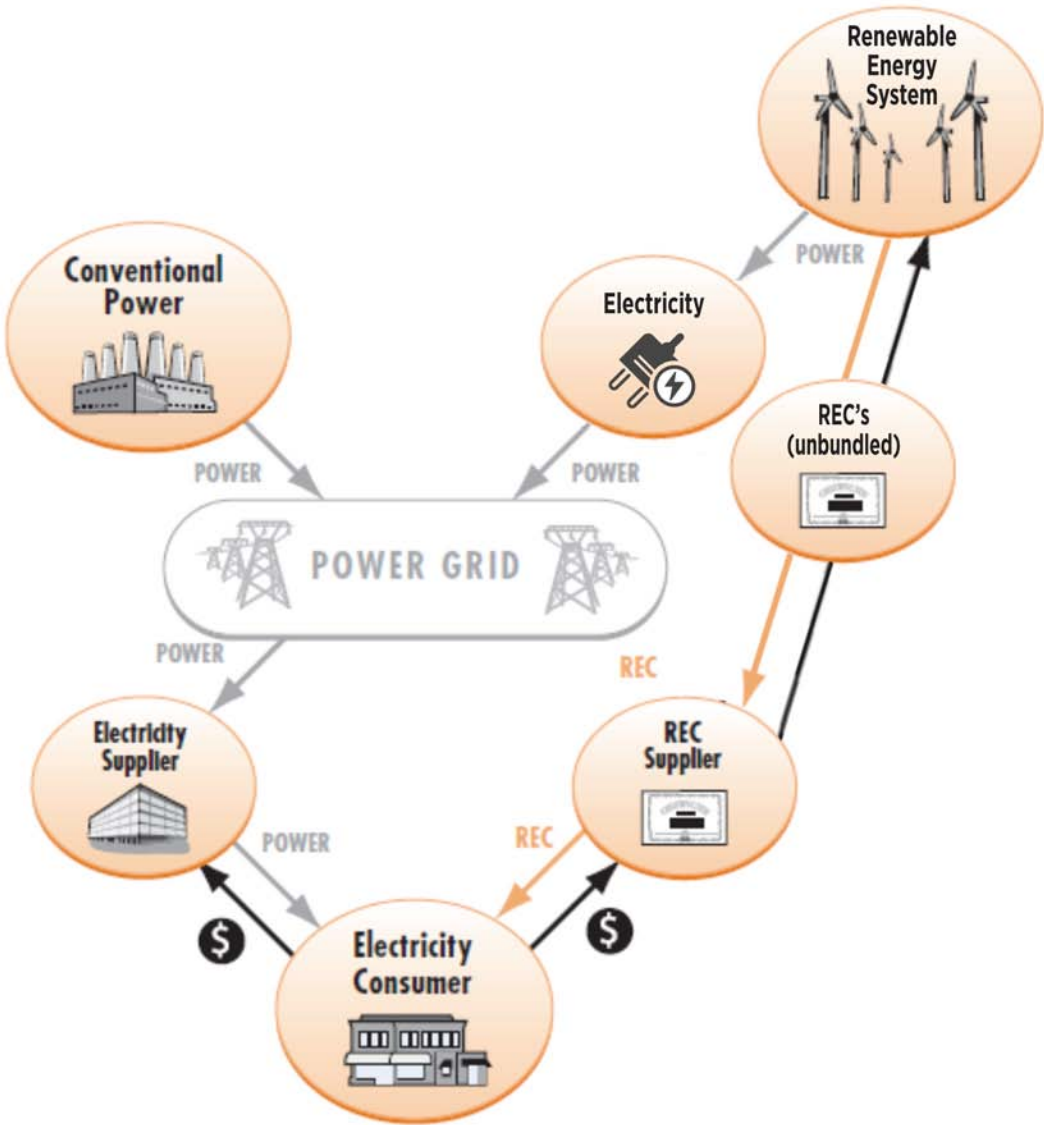 Renewable
Energy
System
POWER
Conventional
Power
Electricity
REC's
(unbundled)
POWER
POWER
POWER GRID
POWER
REC
Electricity
Supplier
REC
Supplier
POWER
REC
$
$
Electricity
Consumer